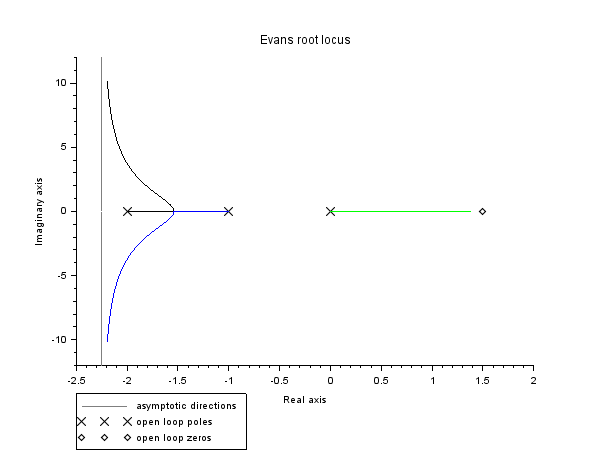 Evans root locus
10
5
0
-5
-10
Imaginary axis
-2.5 -2 -1.5 -1 -0.5 0 0.5 1 1.5 2
Real axis
asymptotic directions
open loop poles
open loop zeros